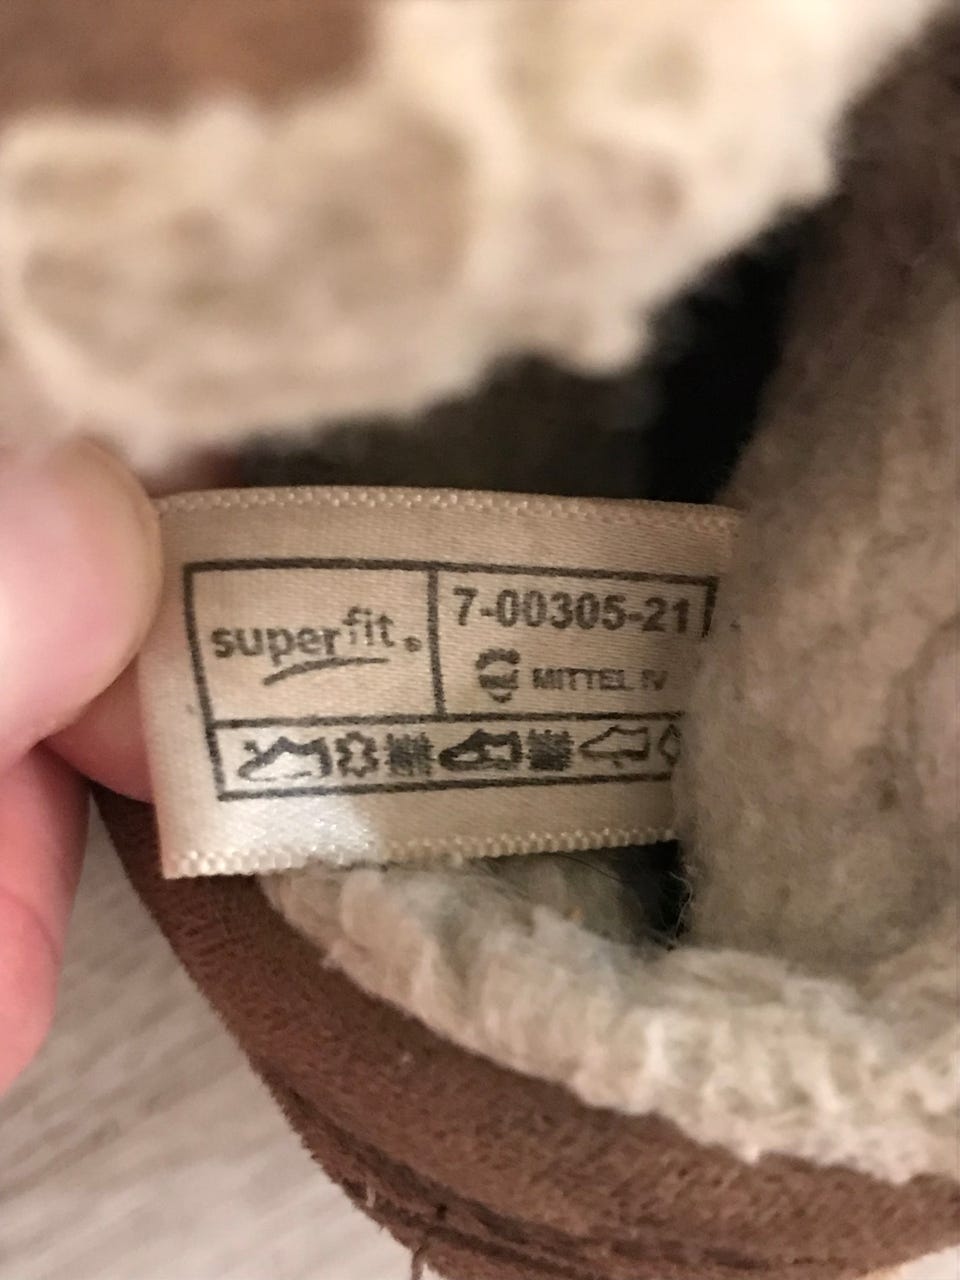 superfit®
7-00305-21
MITTEL IV